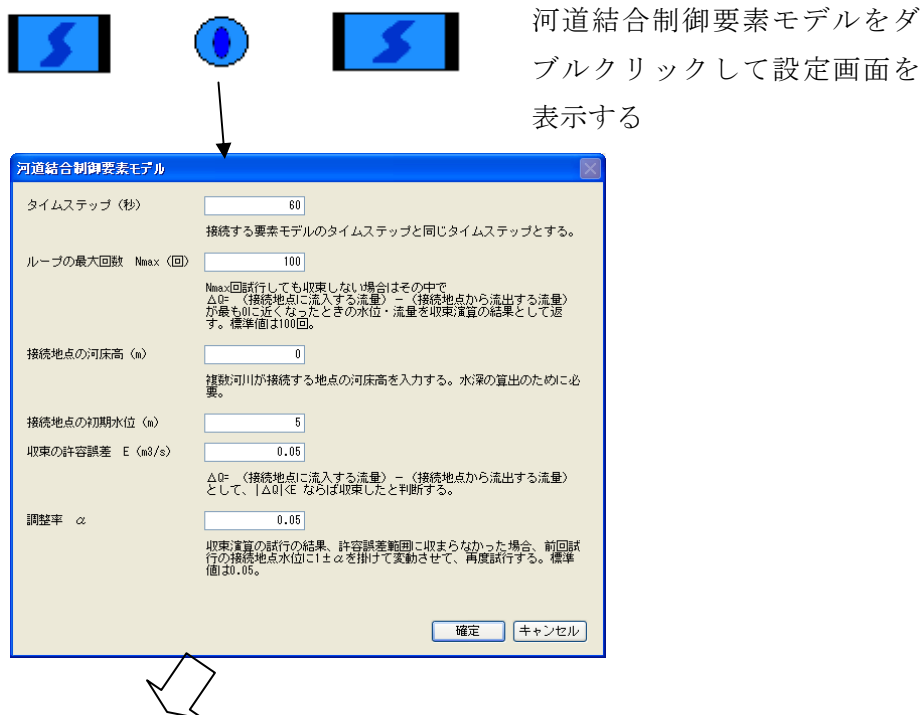 河道結合制御要素モデルをダ
ブルクリックして設定画面を
表示する
河道結合制御要素モデル
タイムステップ（秒） 60
接続する要素モデルのタイムステップと同じタイムステップとする。
ループの最大回数 Nmax（回） 100
Nmax回試行しても収束しない場合はその中で
△Q= （接続地点に流入する流量）－（接続地点から流出する流量）
が最も0に近くなったときの水位・流量を収束演算の結果として返
す。標準値は100回。
接続地点の河床高（m） 0
複数河川が接続する地点の河床高を入力する。水深の算出のために必
要。
接続地点の初期水位（m） 5
収束の許容誤差 E（m3/s） 0.05
△Q= （接続地点に流入する流量）－（接続地点から流出する流量）
として、|△Q|<E ならば収束したと判断する。
調整率 α 0.05
収束演算の試行の結果、許容誤差範囲に収まらなかった場合、前回試
行の接続地点水位に1±αを掛けて変動させて、再度試行する。標準
値は0.05。
確定 キャンセル